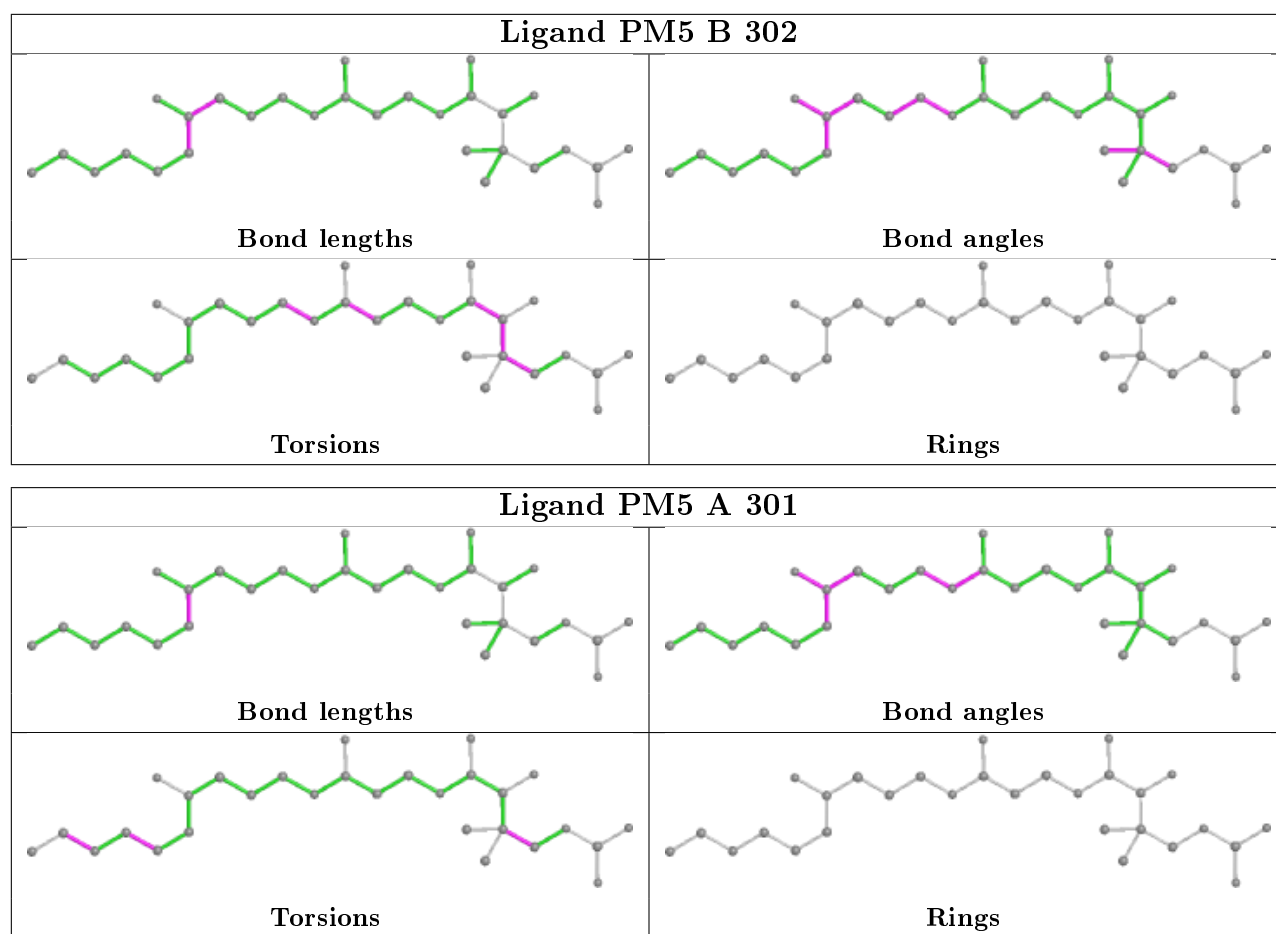 Ligand PM5 B 302
Bond lengths
Bond angles
Torsions
Rings
Ligand PM5 A 301
Bond lengths
Bond angles
Torsions
Rings